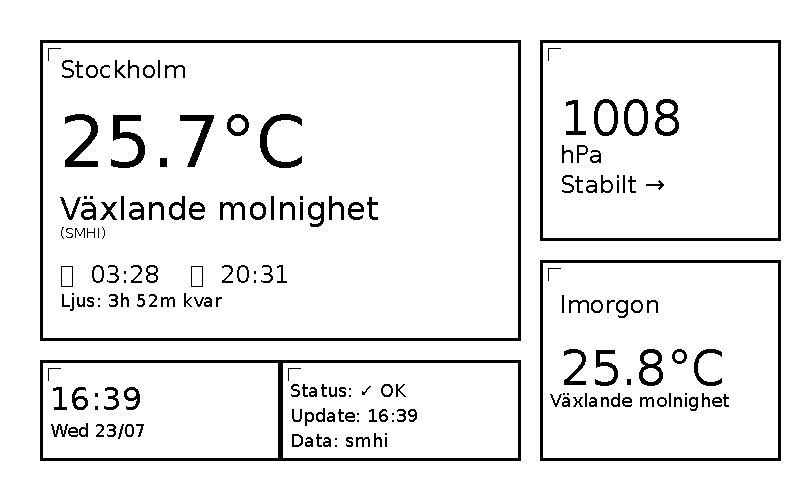 Stockholm
25.7°C
Växlande molnighet
(SMHI)
03:28 20:31
Ljus: 3h 52m kvar
1008
hPa
Stabilt →
Imorgon
25.8°C
Växlande molnighet
16:39
Wed 23/07
Status: ✓ OK
Update: 16:39
Data: smhi